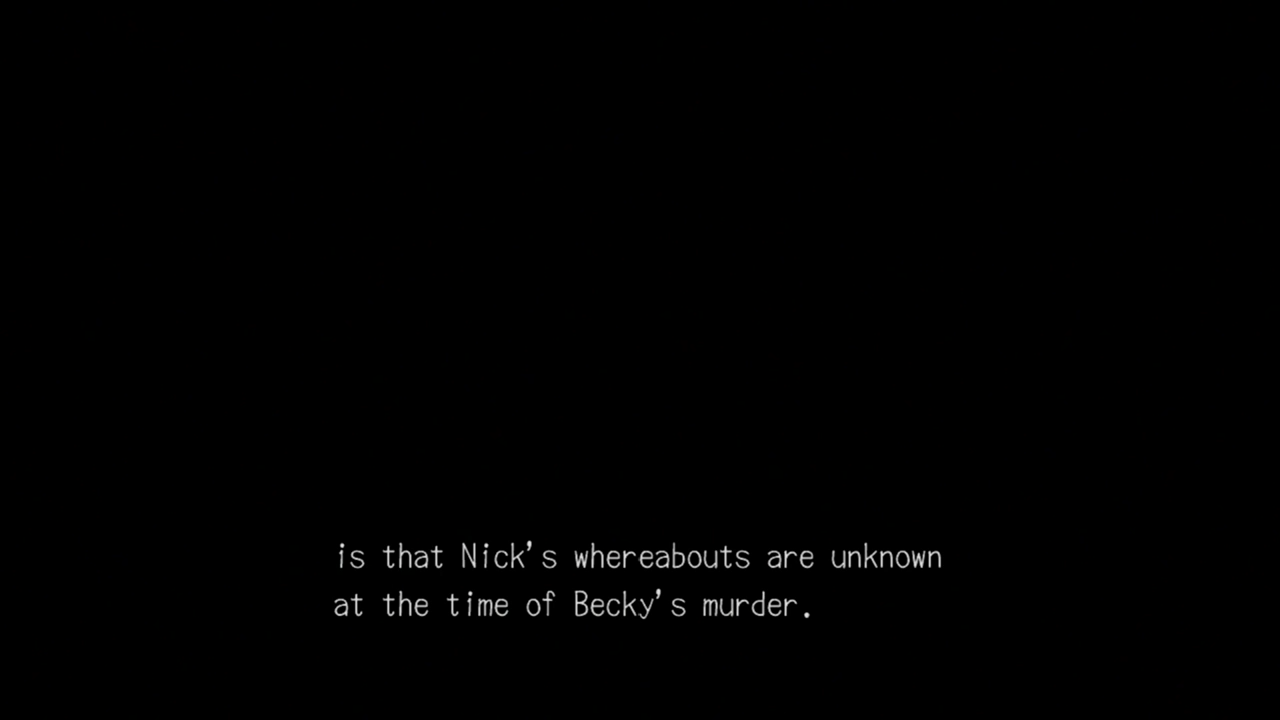 is that Nick's whereabouts are unknown
at the time of Becky's murder.